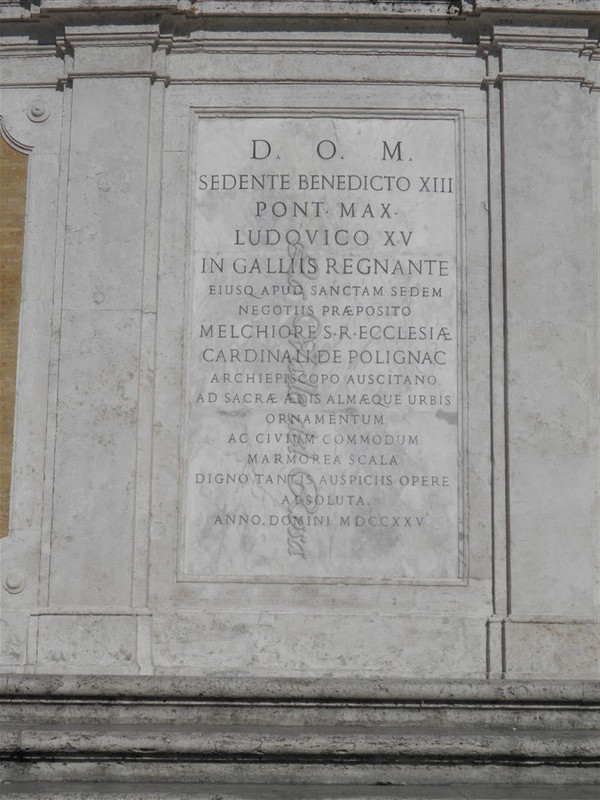 D. O. M.
SEDENTE BENEDICTO XIII
PONT· MAX·
LUDOVICO XV
IN GALLIIS REGNANTE
EIUSQ APUD SANCTAM SEDEM
NEGOTIIS PRÆPOSITO
MELCHIORE S·R·ECCLESIÆ
CARDINALI DE POLIGNAC
ARCHIEPISCOPO AUSCITANO
AD SACRÆ ÆDIS ALMÆQUE URBIS
ORNAMENTUM
AC CIVIUM COMMODUM
MARMOREA SCALA
DIGNO TANTIS AUSPICIIS OPERE
ABSOLUTA.
ANNO. DOMINI MDCCXXV